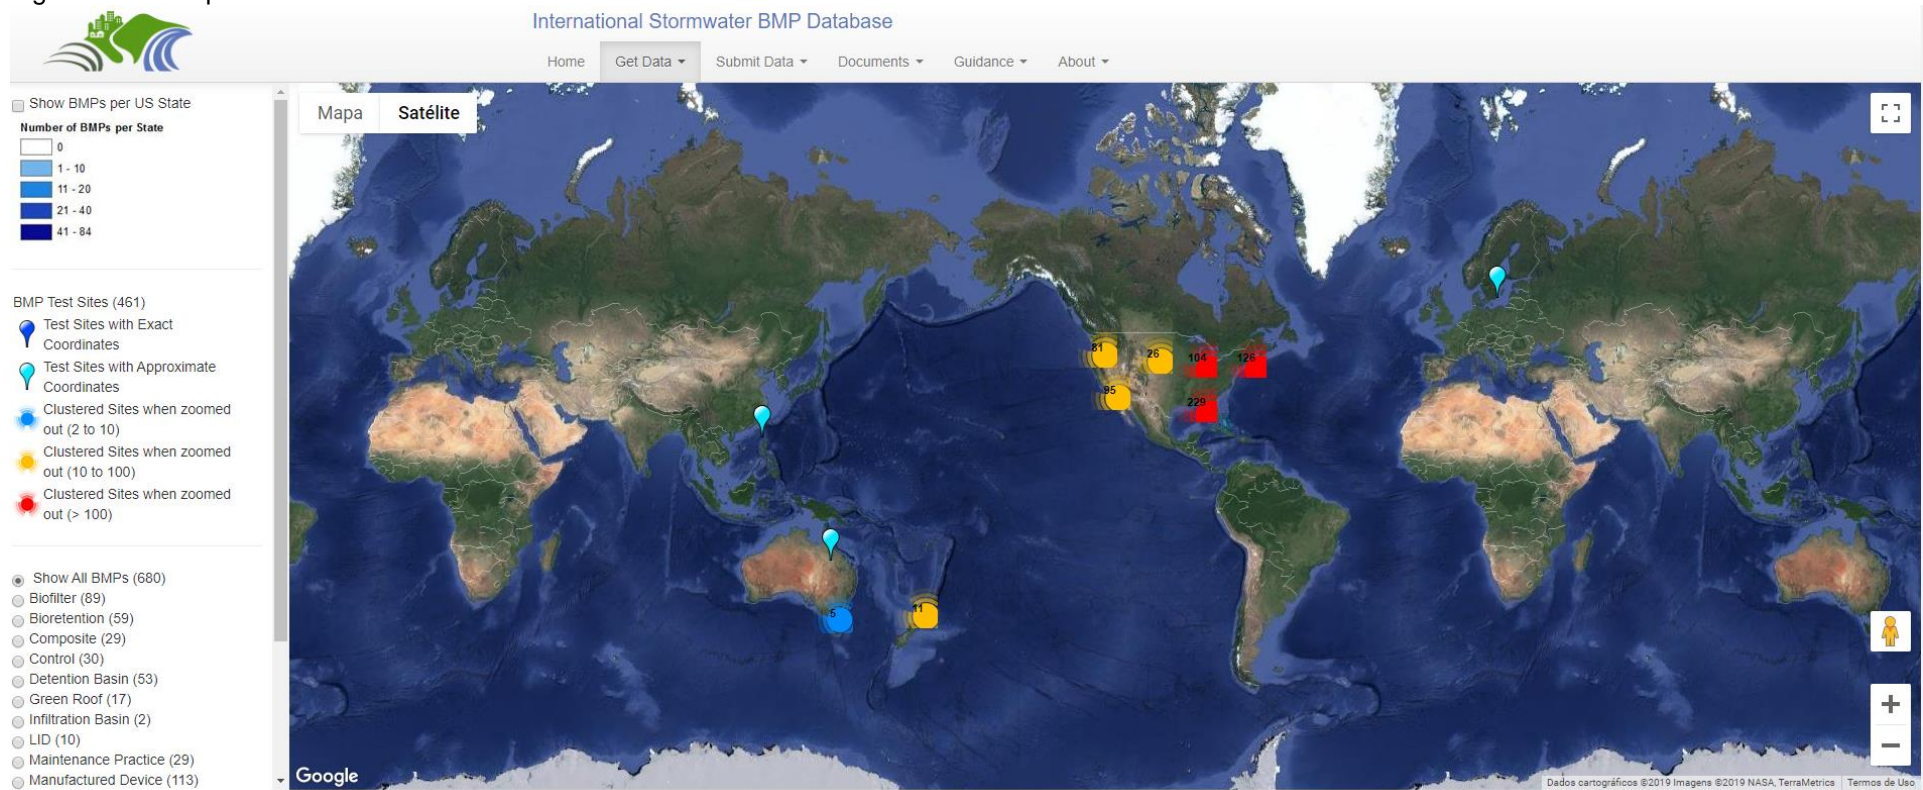 International Stormwater BMP Database
Home Get Data Submit Data Documents Guidance About
Show BMPs per US State
Number of BMPs per State
0
1 - 10
11 - 20
21 - 40
41 - 84
BMP Test Sites (461)
Test Sites with Exact
Coordinates
Test Sites with Approximate
Coordinates
Clustered Sites when zoomed
out (2 to 10)
Clustered Sites when zoomed
out (10 to 100)
Clustered Sites when zoomed
out (> 100)
Show All BMPs (680)
Biofilter (89)
Bioretention (59)
Composite (29)
Control (30)
Detention Basin (53)
Green Roof (17)
Infiltration Basin (2)
LID (10)
Maintenance Practice (29)
Manufactured Device (113)
Mapa Satélite
81 26 104 126
95 229
5 11
Google
Dados cartográficos ©2019 Imagens ©2019 NASA, TerraMetrics Termos de Uso